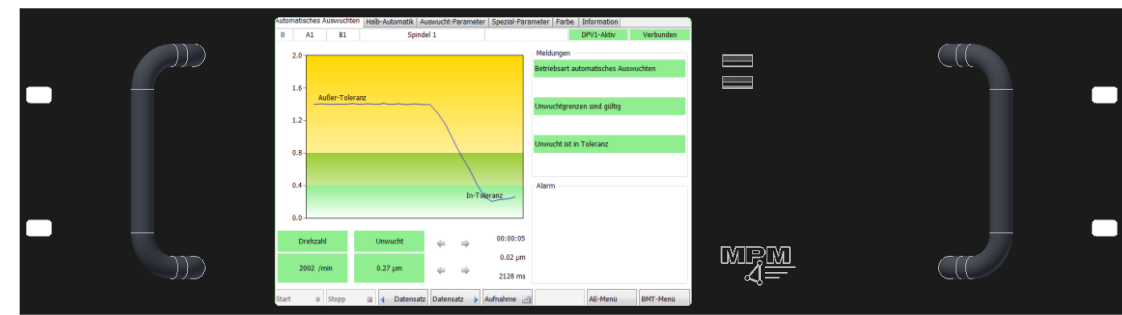 Automatisches Auswuchten Halb-Automatik Auswucht-Parameter Spezial-Parameter Farbe Information
0 A1 B1 Spindel 1 DPV1-Aktiv Verbunden
2.0
1.6
1.2
0.8
0.4
0.0
Außer-Toleranz
In-Toleranz
Meldungen
Betriebsart automatisches Auswuchten
Unwuchtgrenzen sind gültig
Unwucht ist in Toleranz
Alarm
Drehzahl Unwucht 00:00:05
0.02 µm
2002 /min 0.27 µm
2128 ms
Start Stopp Datensatz Datensatz Aufnahme AE-Menü BMT-Menü
MPM